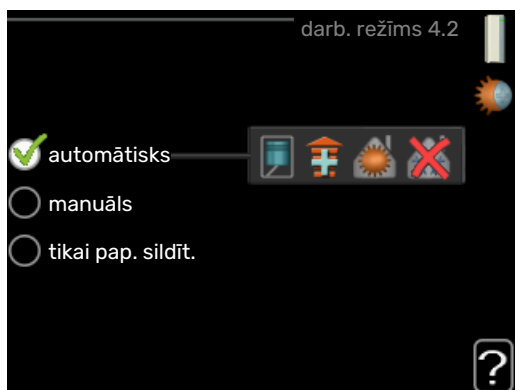 darb. režīms 4.2
automātisks
manuāls
tikai pap. sildīt.
?